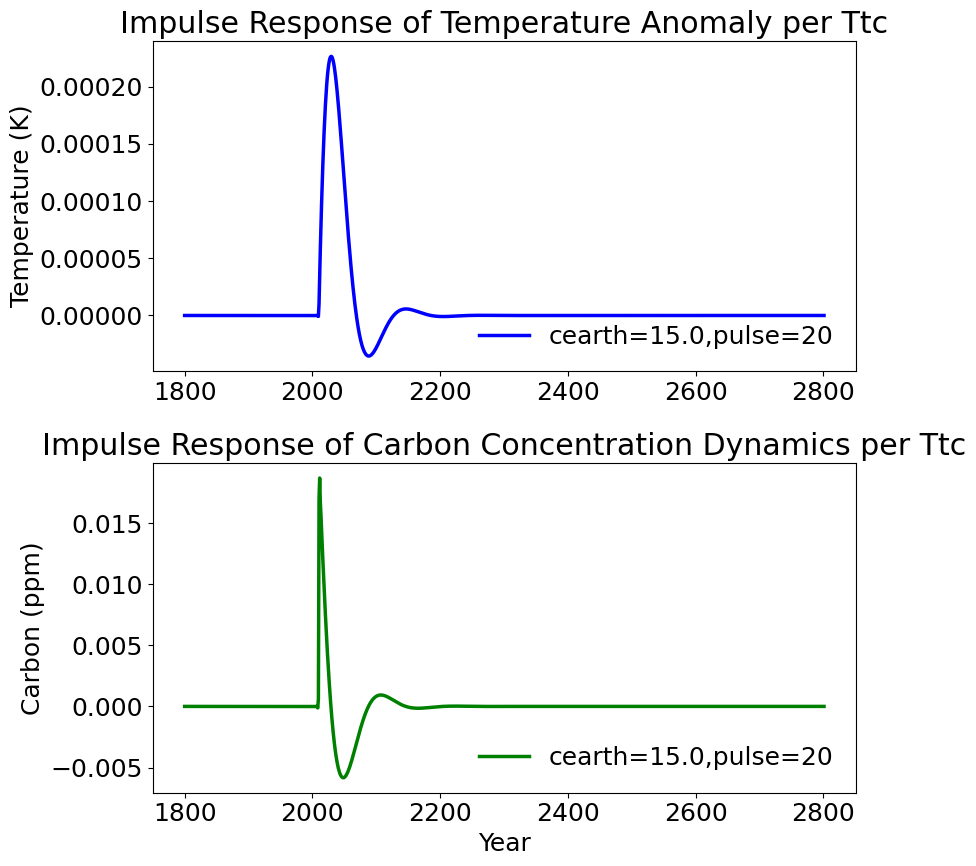 Impulse Response of Temperature Anomaly per Ttc
Temperature (K)
0.00020
0.00015
0.00010
0.00005
0.00000
cearth=15.0,pulse=20
1800 2000 2200 2400 2600 2800
Impulse Response of Carbon Concentration Dynamics per Ttc
Carbon (ppm)
0.015
0.010
0.005
0.000
−0.005
cearth=15.0,pulse=20
1800 2000 2200 2400 2600 2800
Year